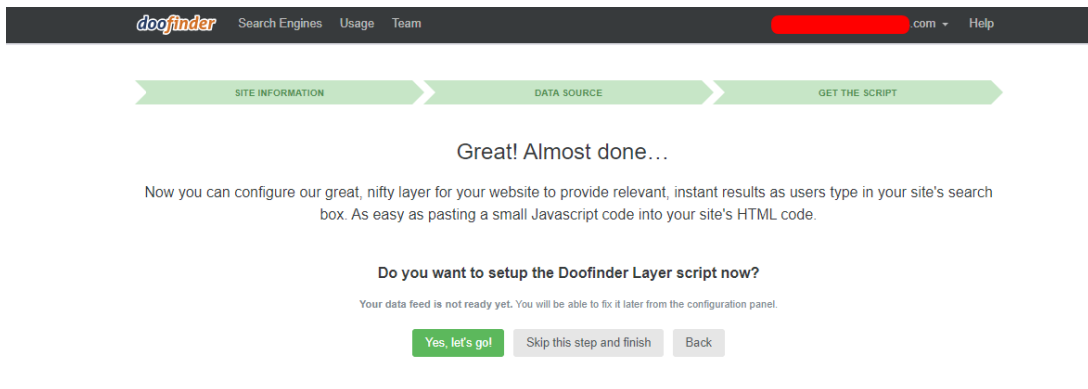 doofinder Search Engines Usage Team .com Help
SITE INFORMATION DATA SOURCE GET THE SCRIPT
Great! Almost done…
Now you can configure our great, nifty layer for your website to provide relevant, instant results as users type in your site's search
box. As easy as pasting a small Javascript code into your site's HTML code.
Do you want to setup the Doofinder Layer script now?
Your data feed is not ready yet. You will be able to fix it later from the configuration panel.
Yes, let's go! Skip this step and finish Back